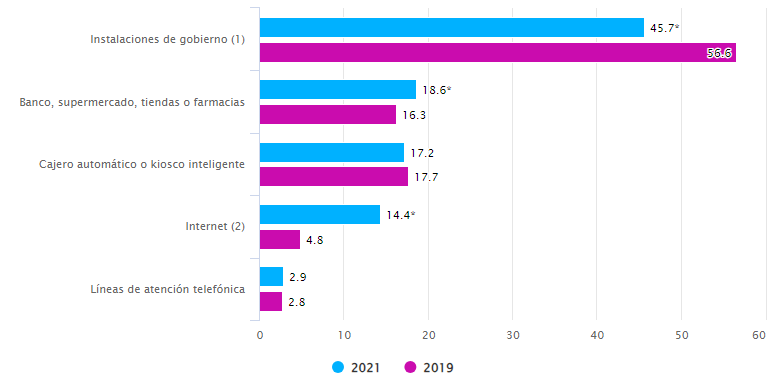 Instalaciones de gobierno (1)
45.7*
56.6
Banco, supermercado, tiendas o farmacias
18.6*
16.3
Cajero automático o kiosco inteligente
17.2
17.7
Internet (2)
14.4*
4.8
Líneas de atención telefónica
2.9
2.8
0 10 20 30 40 50 60
2021 2019